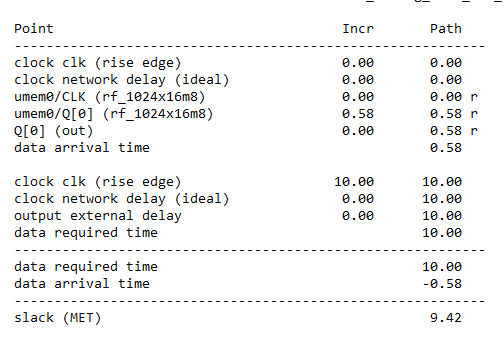 Point Incr Path
--------------------------------------------------------
clock clk (rise edge) 0.00 0.00
clock network delay (ideal) 0.00 0.00
umem0/CLK (rf_1024x16m8) 0.00 0.00 r
umem0/Q[0] (rf_1024x16m8) 0.58 0.58 r
Q[0] (out) 0.00 0.58 r
data arrival time 0.58
clock clk (rise edge) 10.00 10.00
clock network delay (ideal) 0.00 10.00
output external delay 0.00 10.00
data required time 10.00
--------------------------------------------------------
data required time 10.00
data arrival time -0.58
--------------------------------------------------------
slack (MET) 9.42